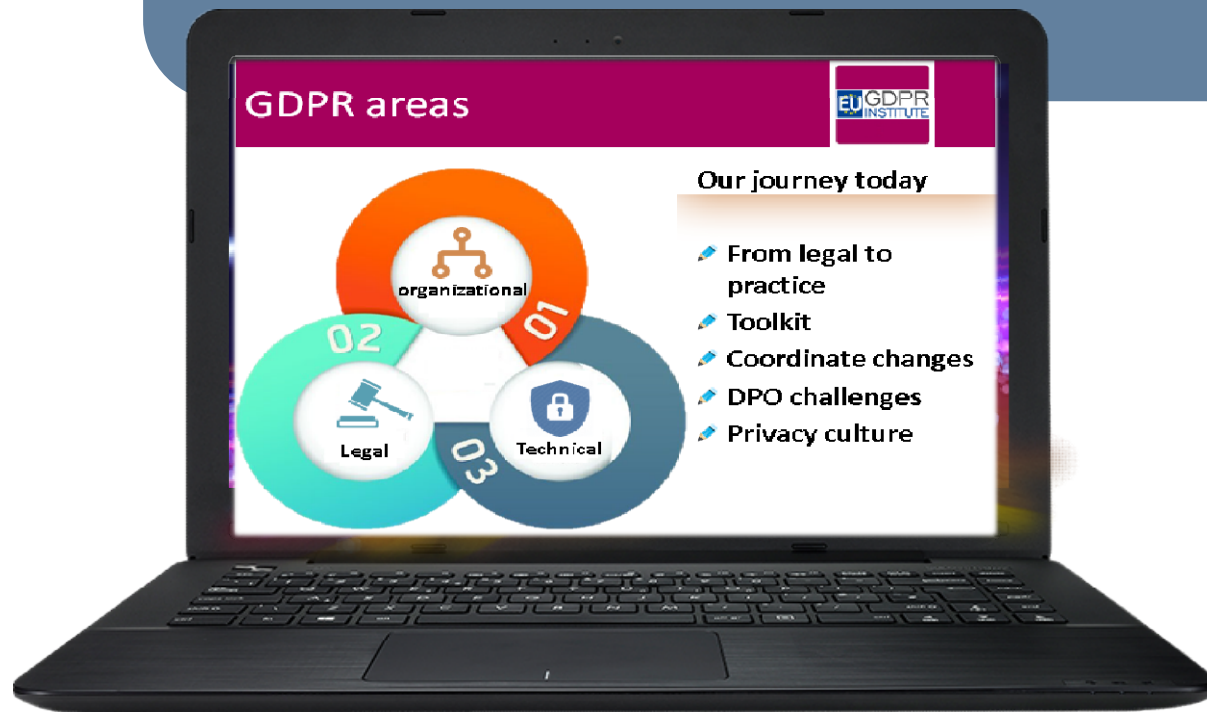 GDPR areas
EU GDPR
INSTITUTE
Our journey today
From legal to
practice
Toolkit
Coordinate changes
DPO challenges
Privacy culture
organizational
01
02
Legal
03
Technical